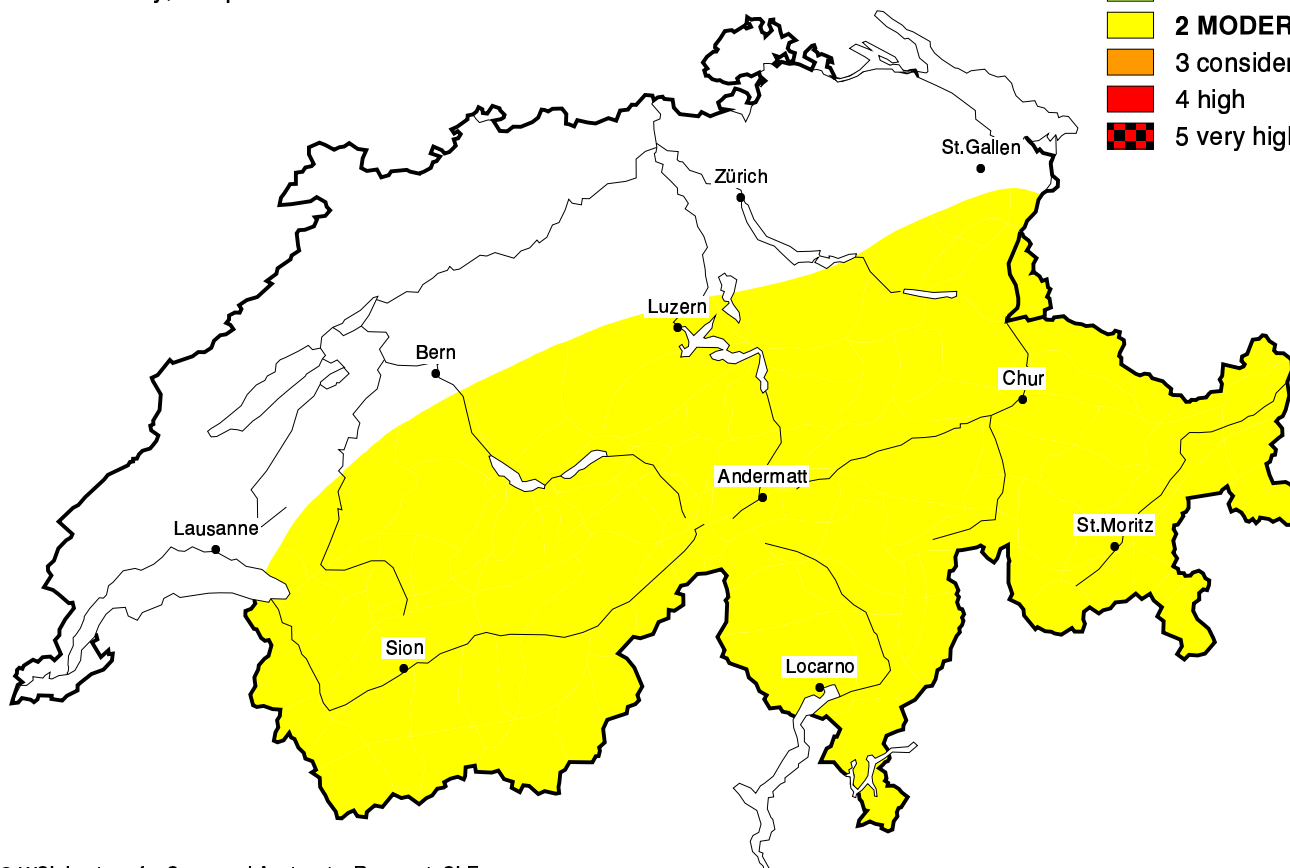 2 MODER
3 consider
4 high
5 very high
St.Gallen
Zürich
Luzern
Bern
Chur
Andermatt
Lausanne
St.Moritz
Sion
Locarno